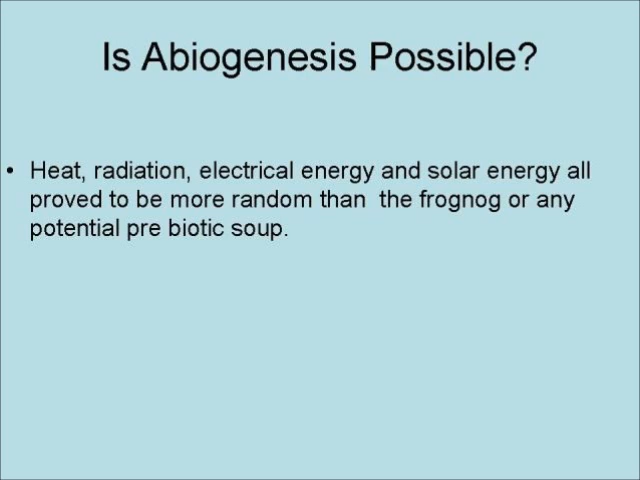 Is Abiogenesis Possible?
• Heat, radiation, electrical energy and solar energy all
proved to be more random than  the frognog or any
potential pre biotic soup.